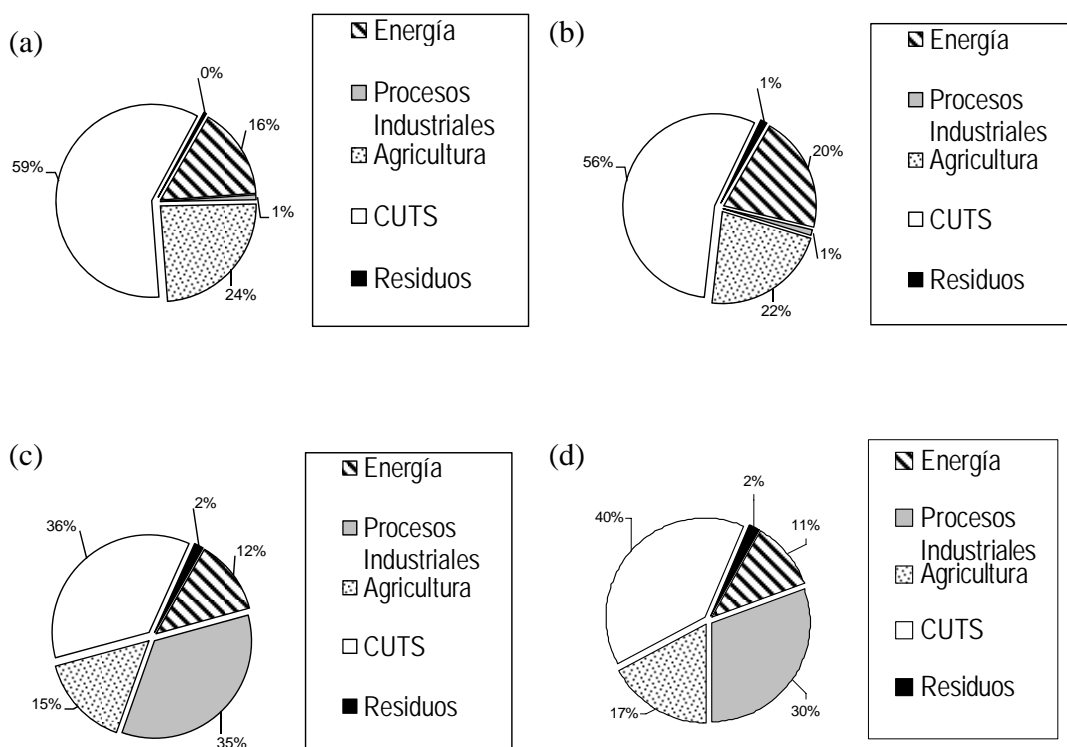 (a)
0%
16%
59%
1%
24%
Energía
Procesos
Industriales
Agricultura
CUTS
Residuos
(b)
1%
20%
56%
1%
22%
Energía
Procesos
Industriales
Agricultura
CUTS
Residuos
(c)
2%
36%
12%
15%
35%
Energía
Procesos
Industriales
Agricultura
CUTS
Residuos
(d)
2%
40%
11%
17%
30%
Energía
Procesos
Industriales
Agricultura
CUTS
Residuos